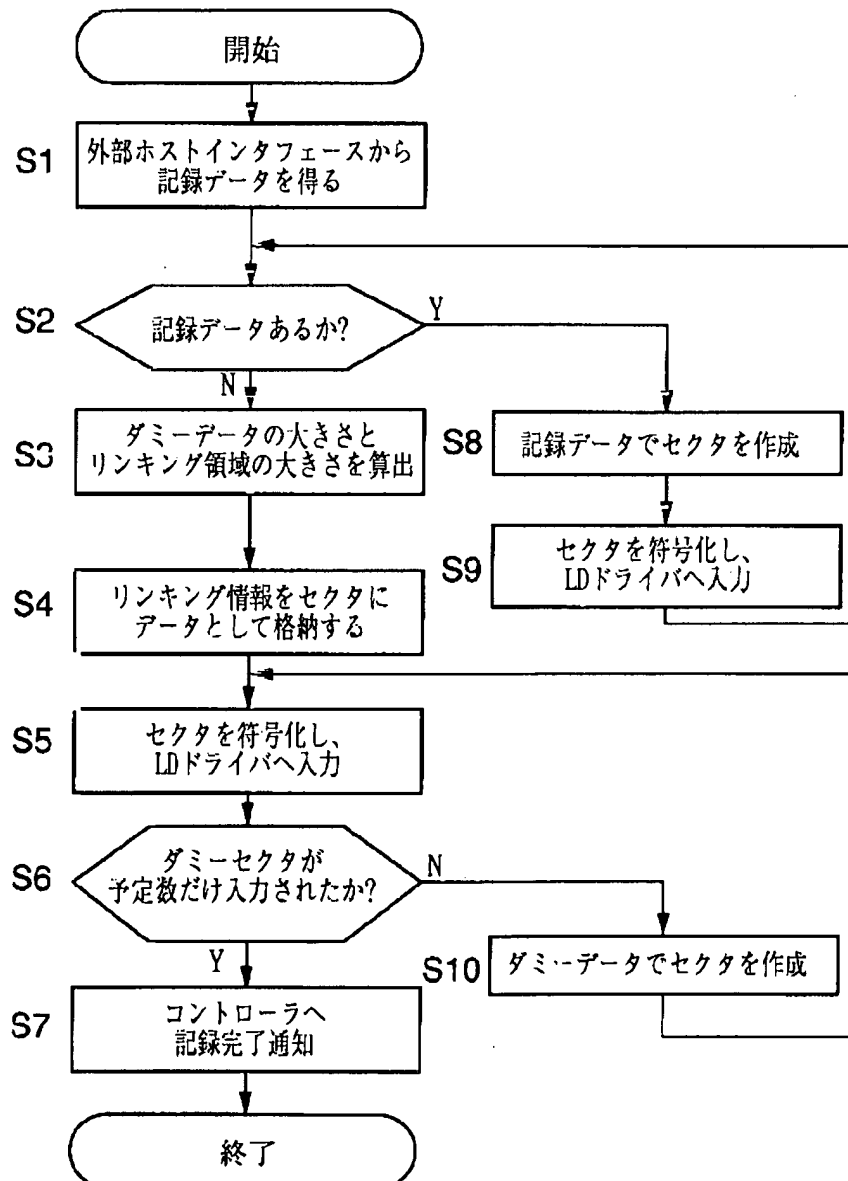 開始
S1
外部ホストインタフェースから
記録データを得る
S2
記録データあるか?
Y
N
S3
ダミーデータの大きさと
リンキング領域の大きさを算出
S8
記録データでセクタを作成
S4
リンキング情報をセクタに
データとして格納する
S9
セクタを符号化し、
LDドライバへ入力
S5
セクタを符号化し、
LDドライバへ入力
S6
ダミーセクタが
予定数だけ入力されたか?
N
Y
S10
ダミーデータでセクタを作成
S7
コントローラへ
記録完了通知
終了